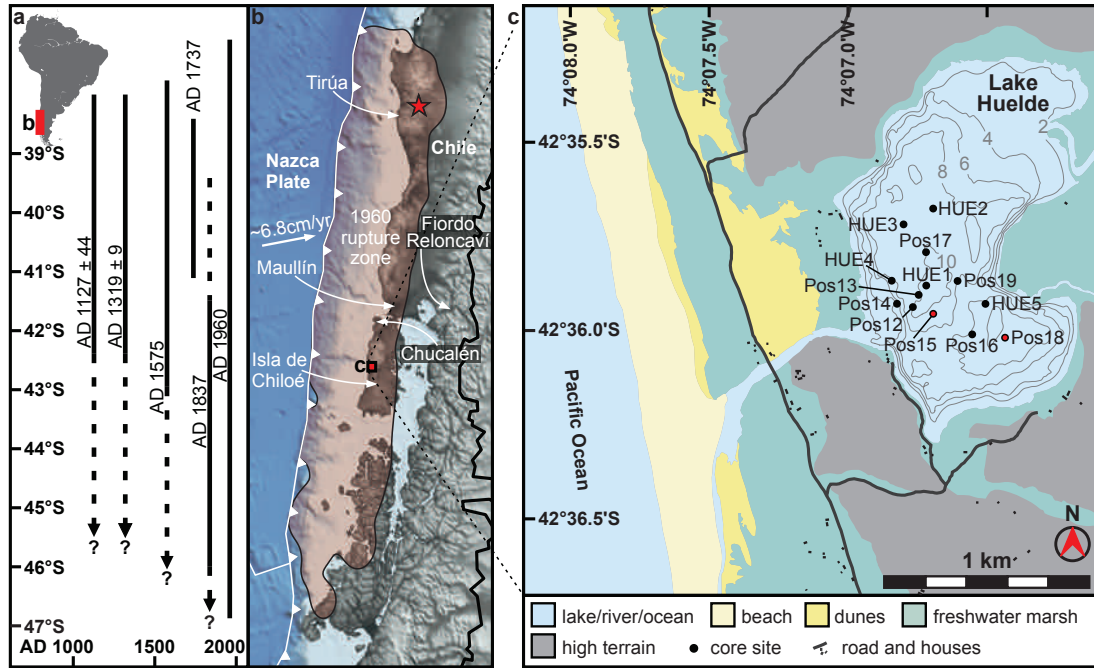 a
b
39°S
40°S
41°S
42°S
43°S
44°S
45°S
46°S
47°S
AD 1127 ± 44
AD 1319 ± 9
AD 1575
AD 1737
AD 1837
AD 1960
?
?
?
?
AD 1000
1500
2000
b
Tirúa
Chile
Nazca
Plate
~6.8cm/yr
1960
rupture
zone
Fiordo
Reloncaví
Maullín
Chucalén
Isla de
Chiloé
c
c
74°08.0'W
74°07.5'W
74°07.0'W
42°35.5'
42°36.0'S
42°36.5'S
Lake
Huelde
2
4
6
8
10
HUE2
HUE3
Pos17
HUE4
HUE1
Pos13
Pos19
Pos14
HUE5
Pos12
Pos15
Pos16
Pos18
Pacific Ocean
N
1 km
lake/river/ocean
beach
dunes
freshwater marsh
high terrain
core site
road and houses